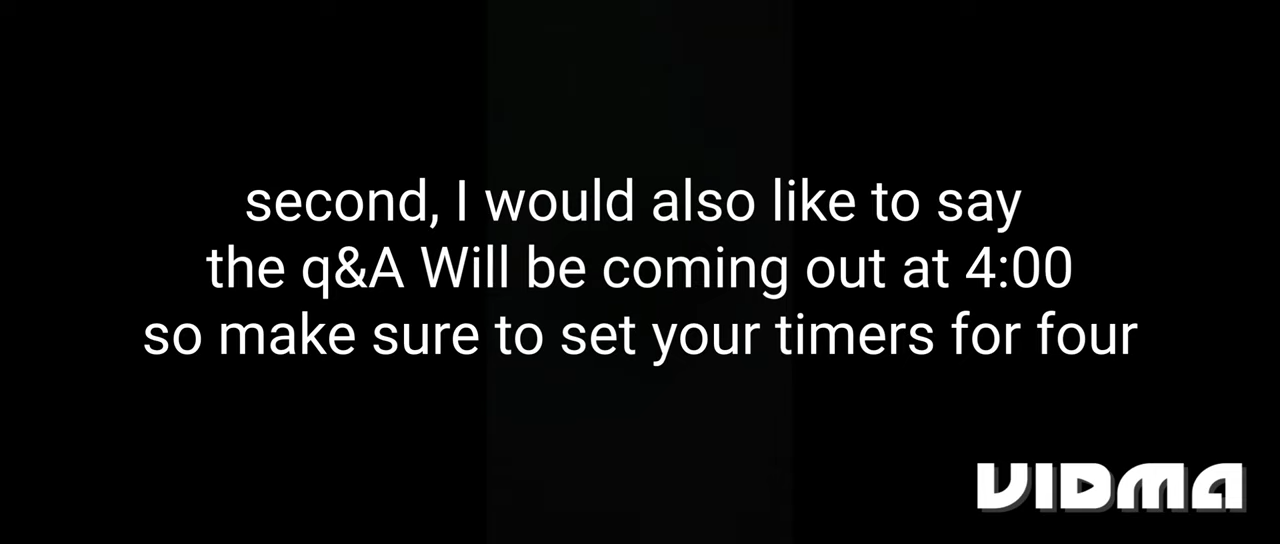 second, I would also like to say
the q&A Will be coming out at 4:00
so make sure to set your timers for four
VIDMA